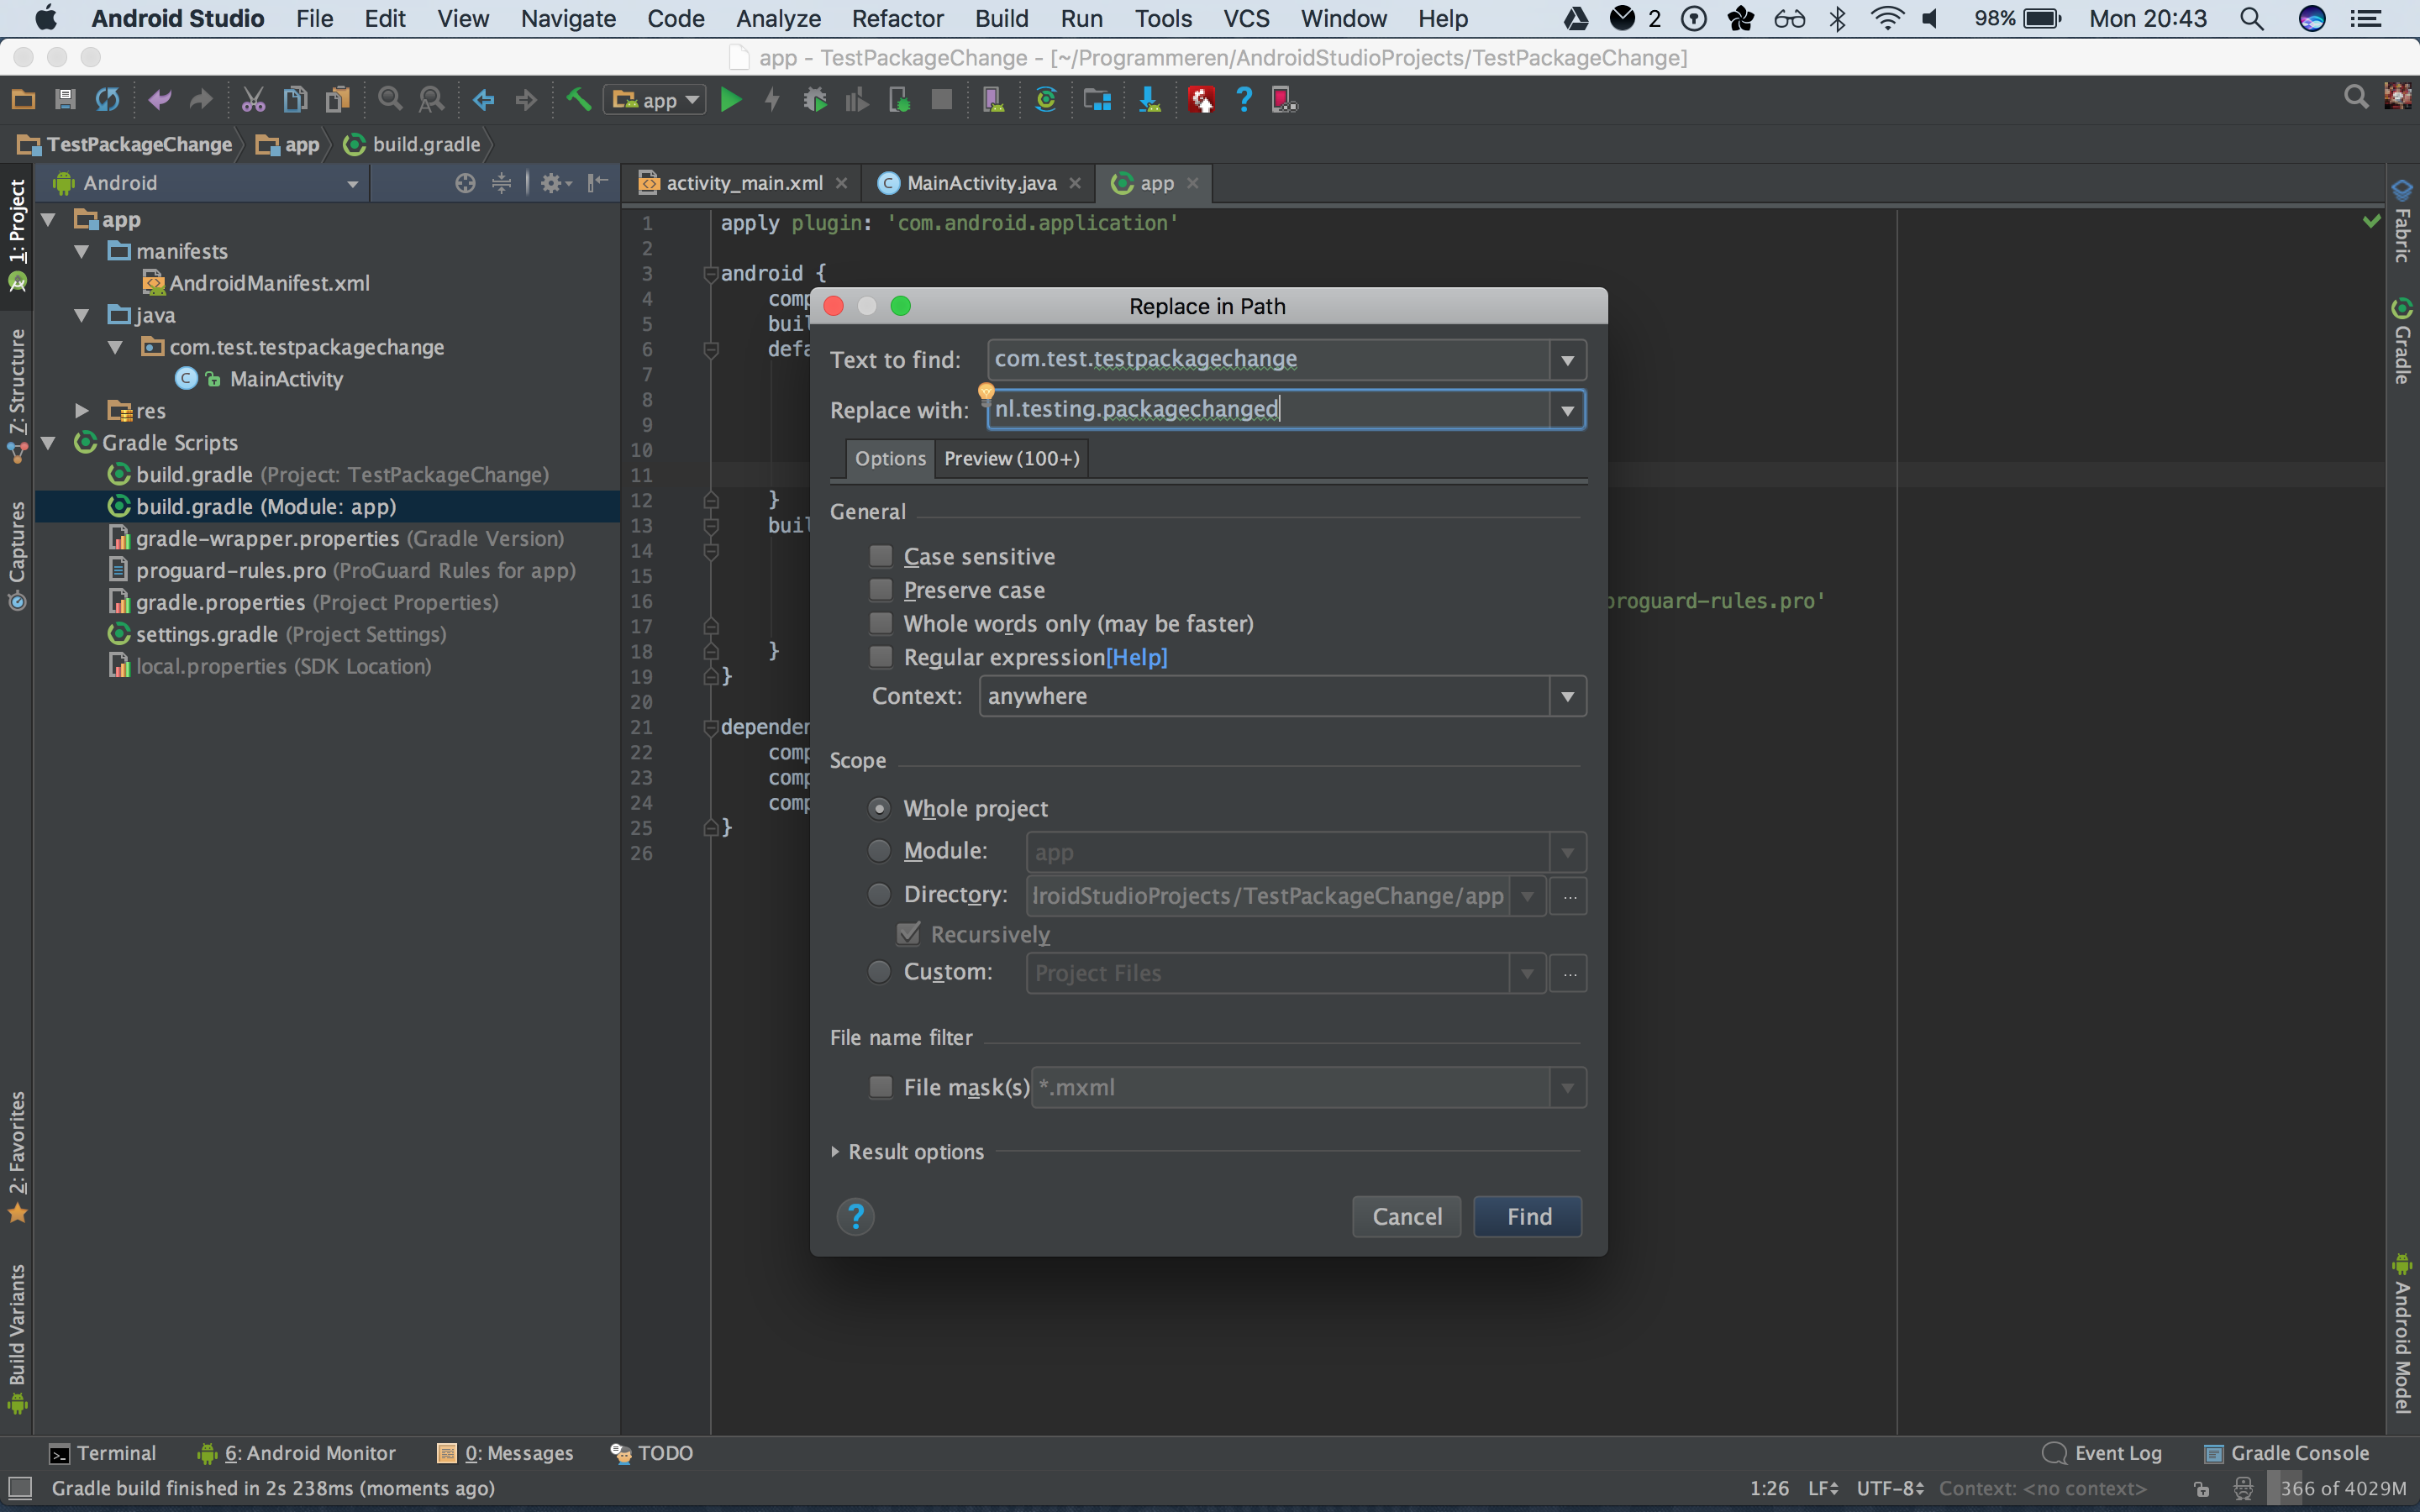 Android Studio File Edit View Navigate Code Analyze Refactor Build Run Tools VCS Window Help 2 98% Mon 20:43
app - TestPackageChange - [~/Programmeren/AndroidStudioProjects/TestPackageChange]
app
TestPackageChange app build.gradle
Android
activity_main.xml MainActivity.java app
1: Project
7: Structure
Captures
2: Favorites
Build Variants
app
manifests
AndroidManifest.xml
java
com.test.testpackagechange
MainActivity
res
Gradle Scripts
build.gradle (Project: TestPackageChange)
build.gradle (Module: app)
gradle-wrapper.properties (Gradle Version)
proguard-rules.pro (ProGuard Rules for app)
gradle.properties (Project Properties)
settings.gradle (Project Settings)
local.properties (SDK Location)
1 apply plugin: 'com.android.application'
2
3 android {
4 comp
5 buil
6 defa
7
8
9
10
11
12 }
13 buil
14
15
16 proguard-rules.pro'
17
18 }
19 }
20
21 depender
22 comp
23 comp
24 comp
25 }
26
Replace in Path
Text to find: com.test.testpackagechange
Replace with: nl.testing.packagechanged
Options Preview (100+)
General
Case sensitive
Preserve case
Whole words only (may be faster)
Regular expression[Help]
Context: anywhere
Scope
Whole project
Module: app
Directory: droidStudioProjects/TestPackageChange/app ...
Recursively
Custom: Project Files ...
File name filter
File mask(s) *.mxml
Result options
? Cancel Find
Fabric
Gradle
Android Model
Terminal 6: Android Monitor 0: Messages TODO Event Log Gradle Console
Gradle build finished in 2s 238ms (moments ago) 1:26 LF UTF-8 Context: <no context> 366 of 4029M